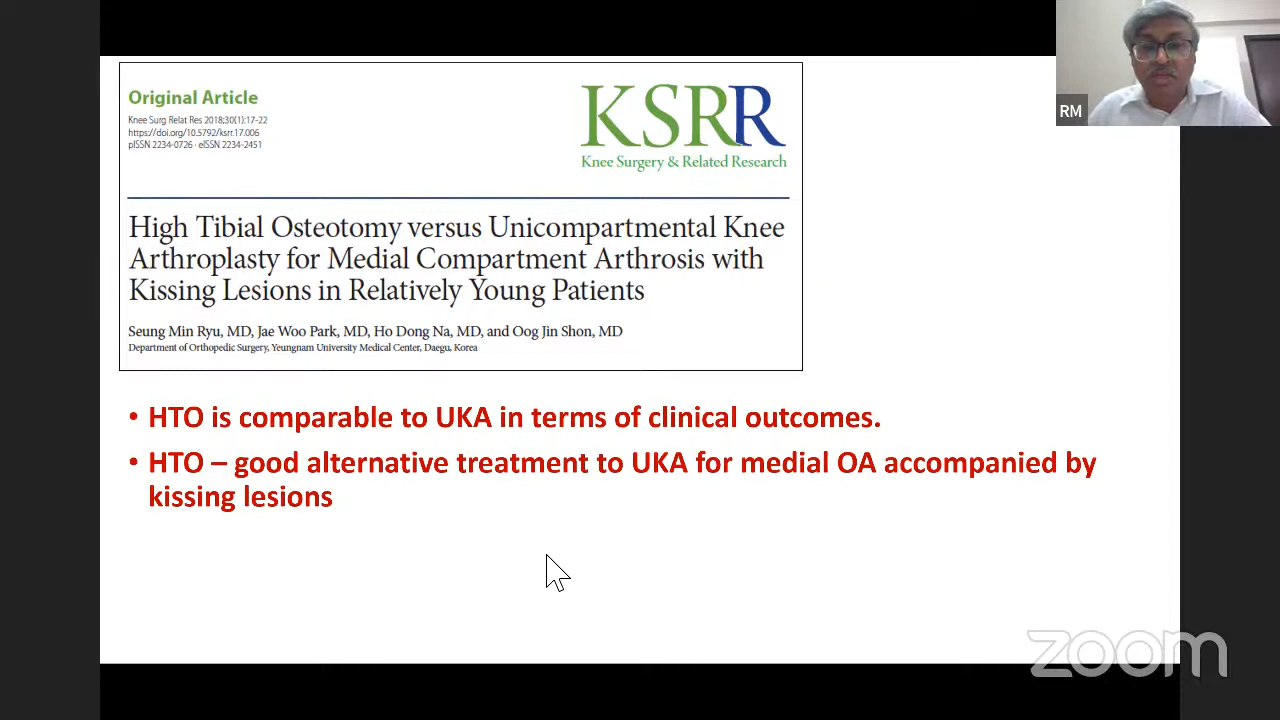 Original Article
Knee Surg Relat Res 2018;30(1):17-22
https://doi.org/10.5792/ksrr.17.006
pISSN 2234-0726 · eISSN 2234-2451
KSRR
Knee Surgery & Related Research
High Tibial Osteotomy versus Unicompartmental Knee
Arthroplasty for Medial Compartment Arthrosis with
Kissing Lesions in Relatively Young Patients
Seung Min Ryu, MD, Jae Woo Park, MD, Ho Dong Na, MD, and Oog Jin Shon, MD
Department of Orthopedic Surgery, Yeungnam University Medical Center, Daegu, Korea
• HTO is comparable to UKA in terms of clinical outcomes.
• HTO – good alternative treatment to UKA for medial OA accompanied by
kissing lesions
RM
zoom